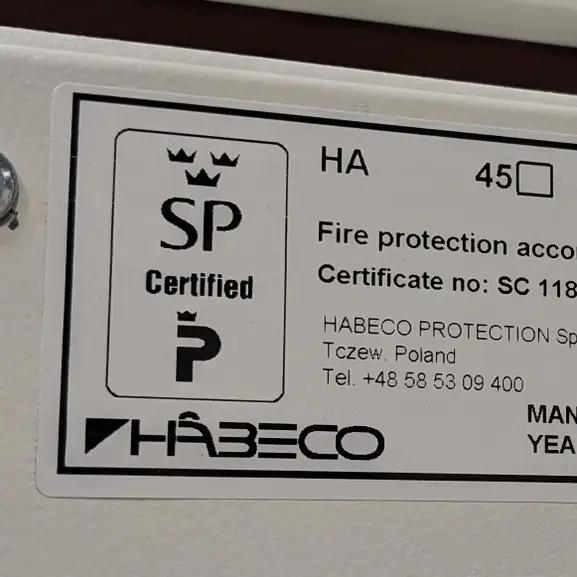 HA 45
SP
Certified
P
Fire protection acco
Certificate no: SC 118
HABECO PROTECTION Sp
Tczew. Poland
Tel. +48 58 53 09 400
MAN
YEA
HÂBECO